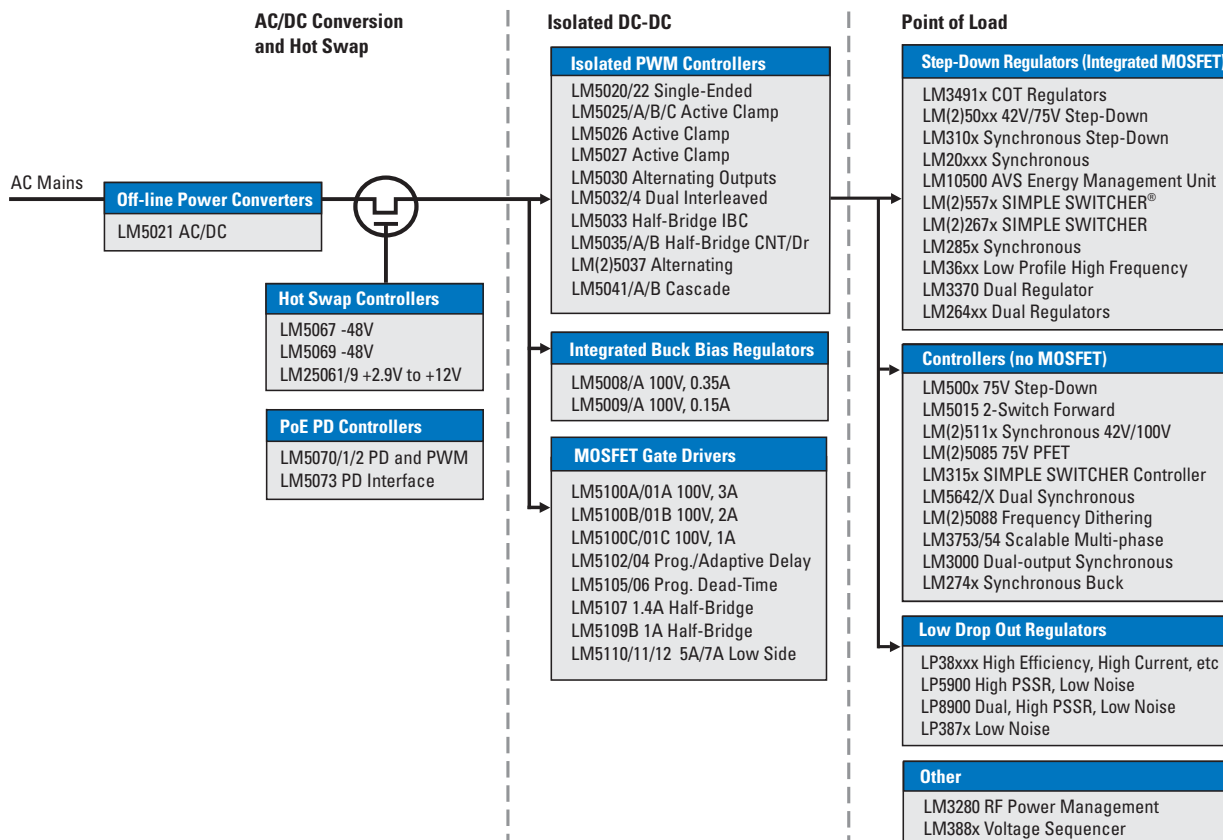 AC/DC Conversion
and Hot Swap
AC Mains
Off-line Power Converters
LM5021 AC/DC
Hot Swap Controllers
LM5067 -48V
LM5069 -48V
LM25061/9 +2.9V to +12V
PoE PD Controllers
LM5070/1/2 PD and PWM
LM5073 PD Interface
Isolated DC-DC
Isolated PWM Controllers
LM5020/22 Single-Ended
LM5025/A/B/C Active Clamp
LM5026 Active Clamp
LM5027 Active Clamp
LM5030 Alternating Outputs
LM5032/4 Dual Interleaved
LM5033 Half-Bridge IBC
LM5035/A/B Half-Bridge CNT/Dr
LM(2)5037 Alternating
LM5041/A/B Cascade
Integrated Buck Bias Regulators
LM5008/A 100V, 0.35A
LM5009/A 100V, 0.15A
MOSFET Gate Drivers
LM5100A/01A 100V, 3A
LM5100B/01B 100V, 2A
LM5100C/01C 100V, 1A
LM5102/04 Prog./Adaptive Delay
LM5105/06 Prog. Dead-Time
LM5107 1.4A Half-Bridge
LM5109B 1A Half-Bridge
LM5110/11/12 5A/7A Low Side
Point of Load
Step-Down Regulators (Integrated MOSFET)
LM3491x COT Regulators
LM(2)50xx 42V/75V Step-Down
LM310x Synchronous Step-Down
LM20xxx Synchronous
LM10500 AVS Energy Management Unit
LM(2)557x SIMPLE SWITCHER®
LM(2)267x SIMPLE SWITCHER
LM285x Synchronous
LM36xx Low Profile High Frequency
LM3370 Dual Regulator
LM264xx Dual Regulators
Controllers (no MOSFET)
LM500x 75V Step-Down
LM5015 2-Switch Forward
LM(2)511x Synchronous 42V/100V
LM(2)5085 75V PFET
LM315x SIMPLE SWITCHER Controller
LM5642/X Dual Synchronous
LM(2)5088 Frequency Dithering
LM3753/54 Scalable Multi-phase
LM3000 Dual-output Synchronous
LM274x Synchronous Buck
Low Drop Out Regulators
LP38xxx High Efficiency, High Current, etc
LP5900 High PSSR, Low Noise
LP8900 Dual, High PSSR, Low Noise
LP387x Low Noise
Other
LM3280 RF Power Management
LM388x Voltage Sequencer